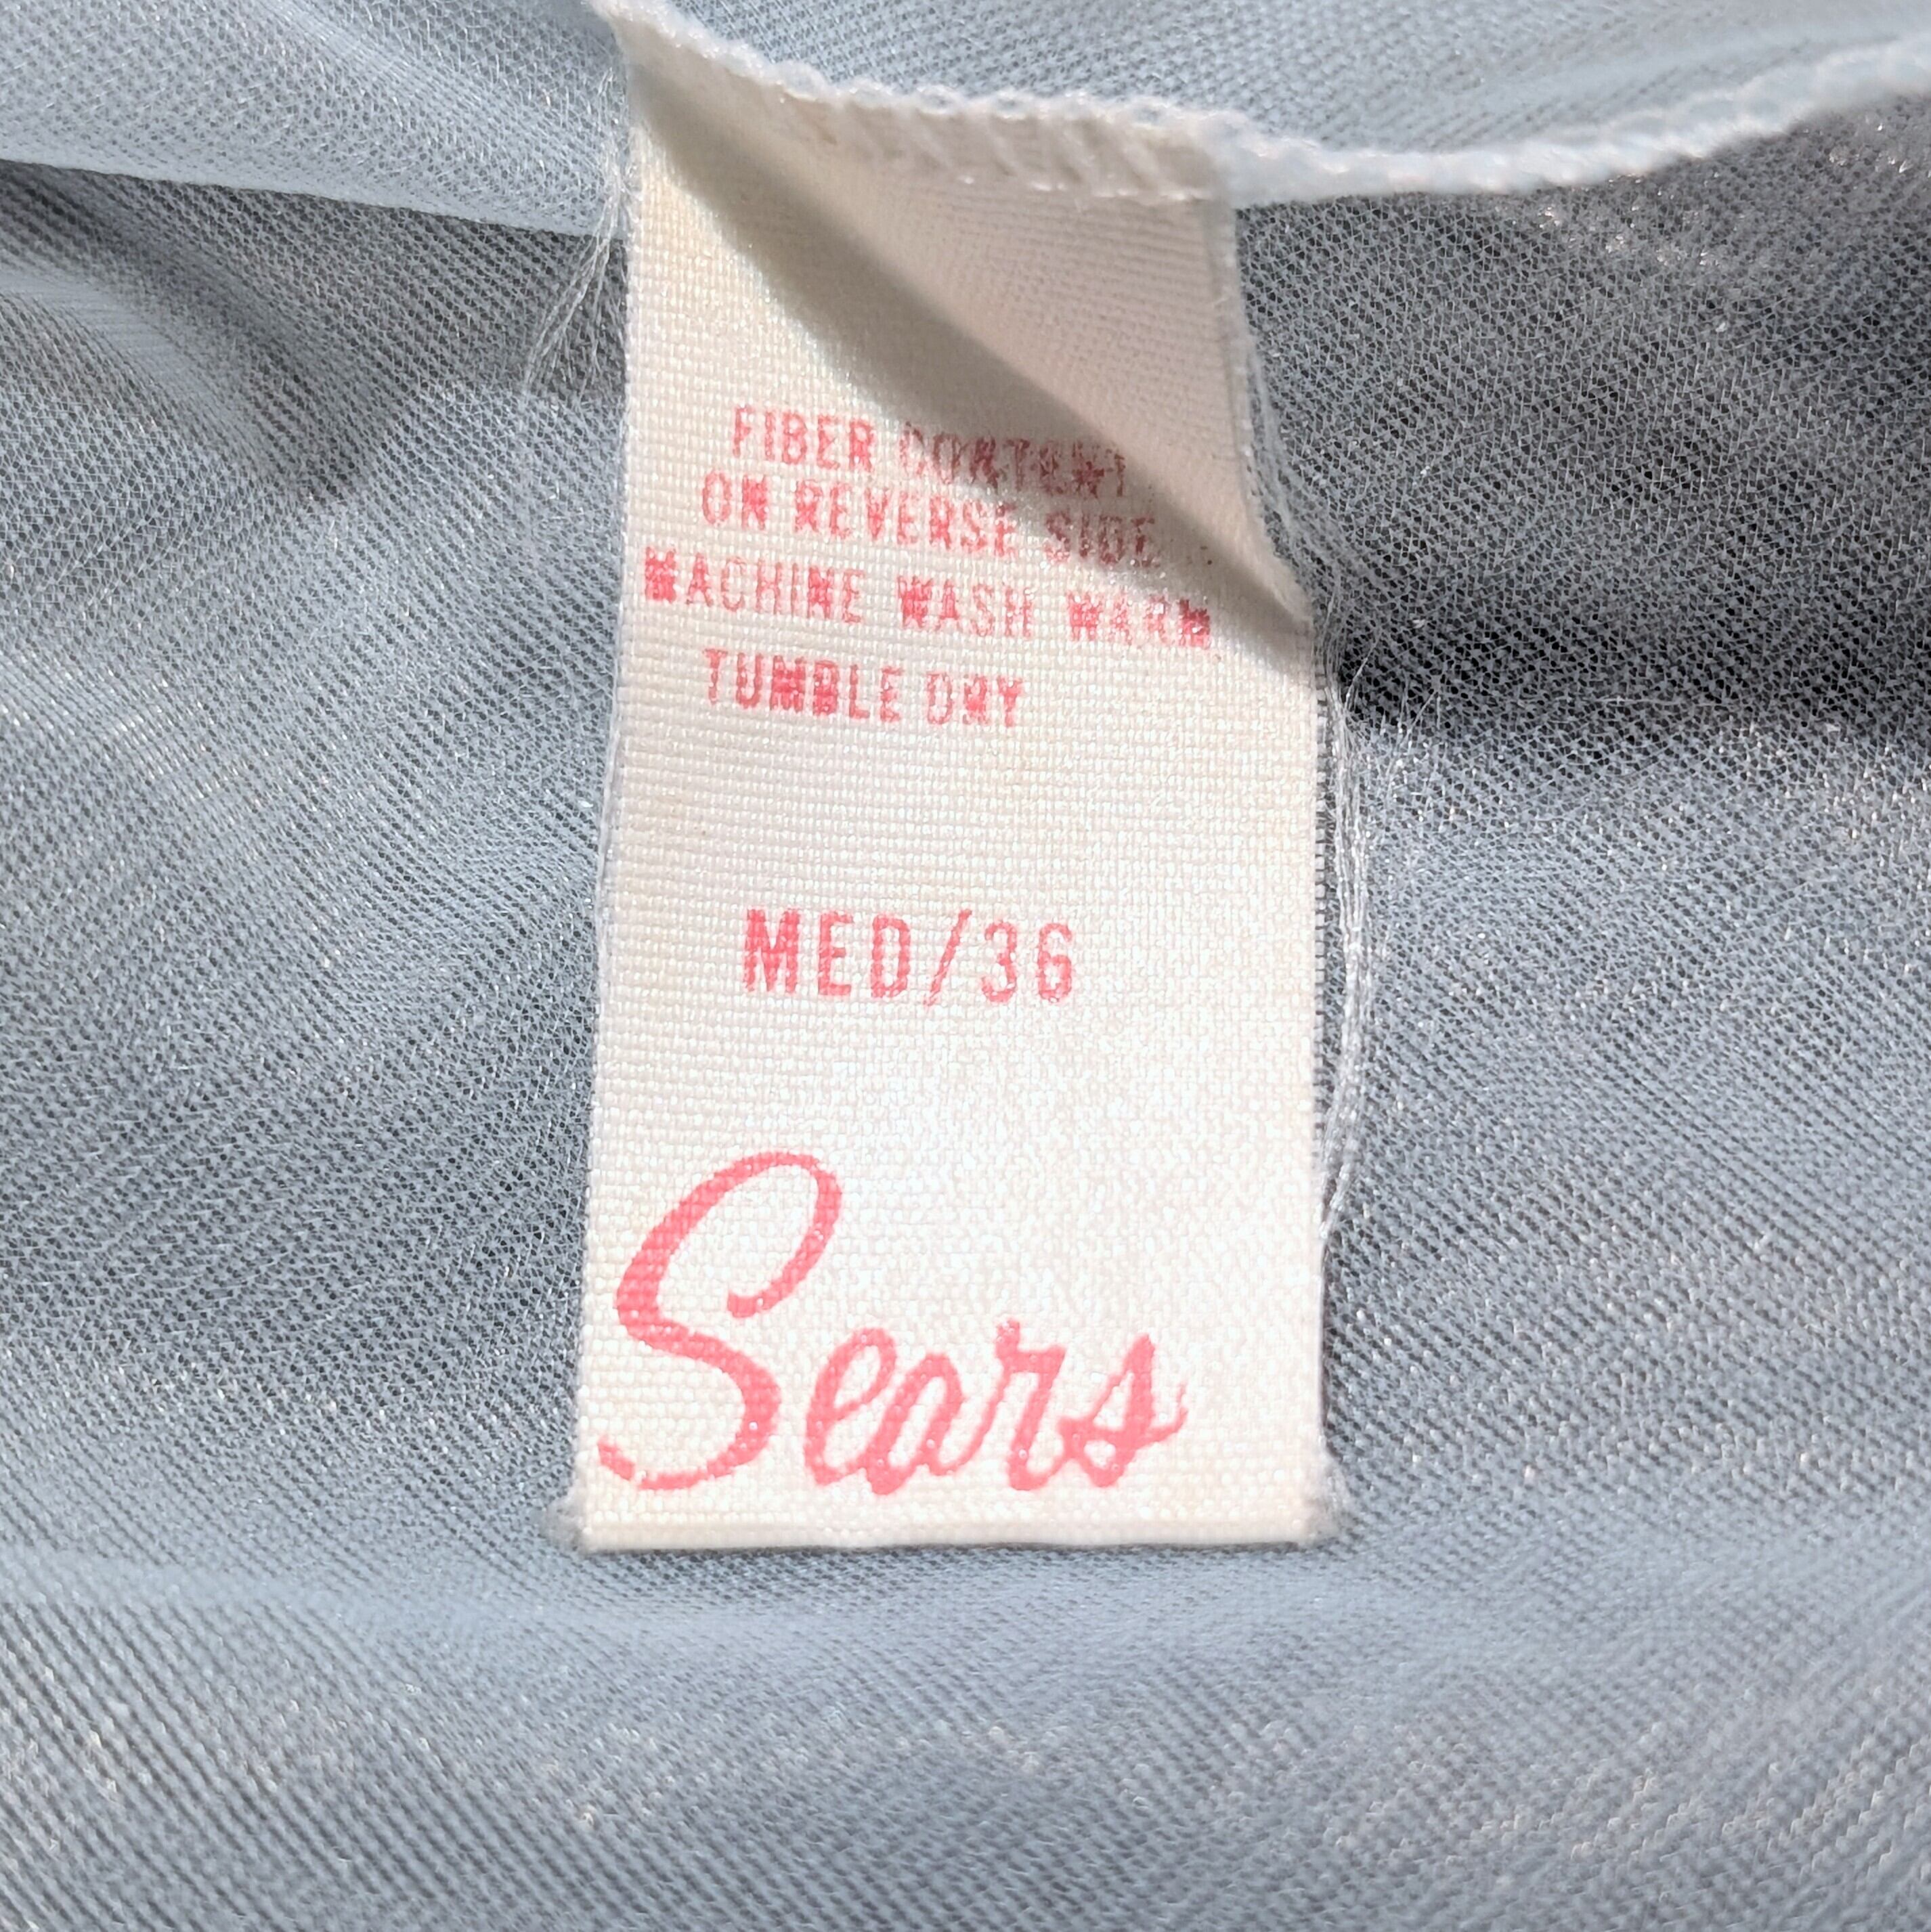 FIBER CONTENT
ON REVERSE SIDE
MACHINE WASH WARM
TUMBLE DRY
MED/36
Sears